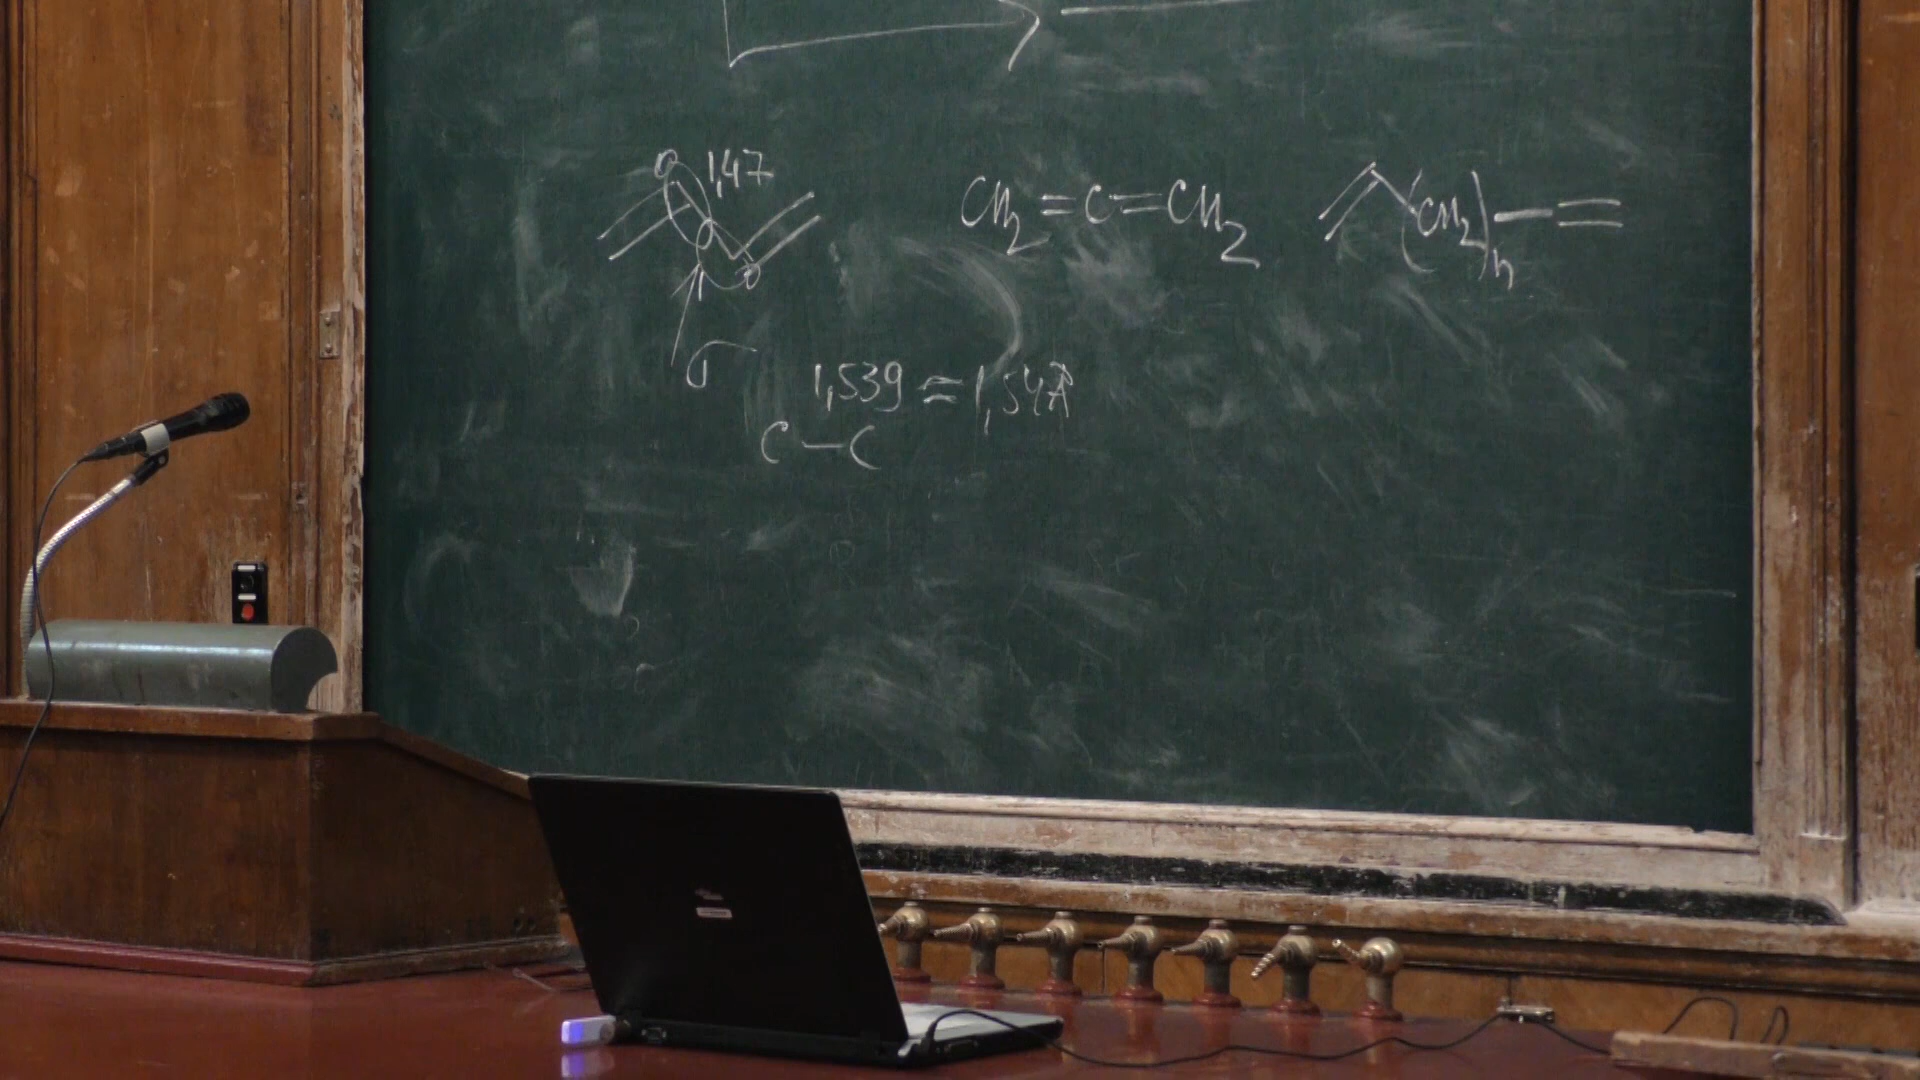 1,47
CH₂=C=CH₂
(CH₂)n
σ
1,539 ≈ 1,54Å
C–C